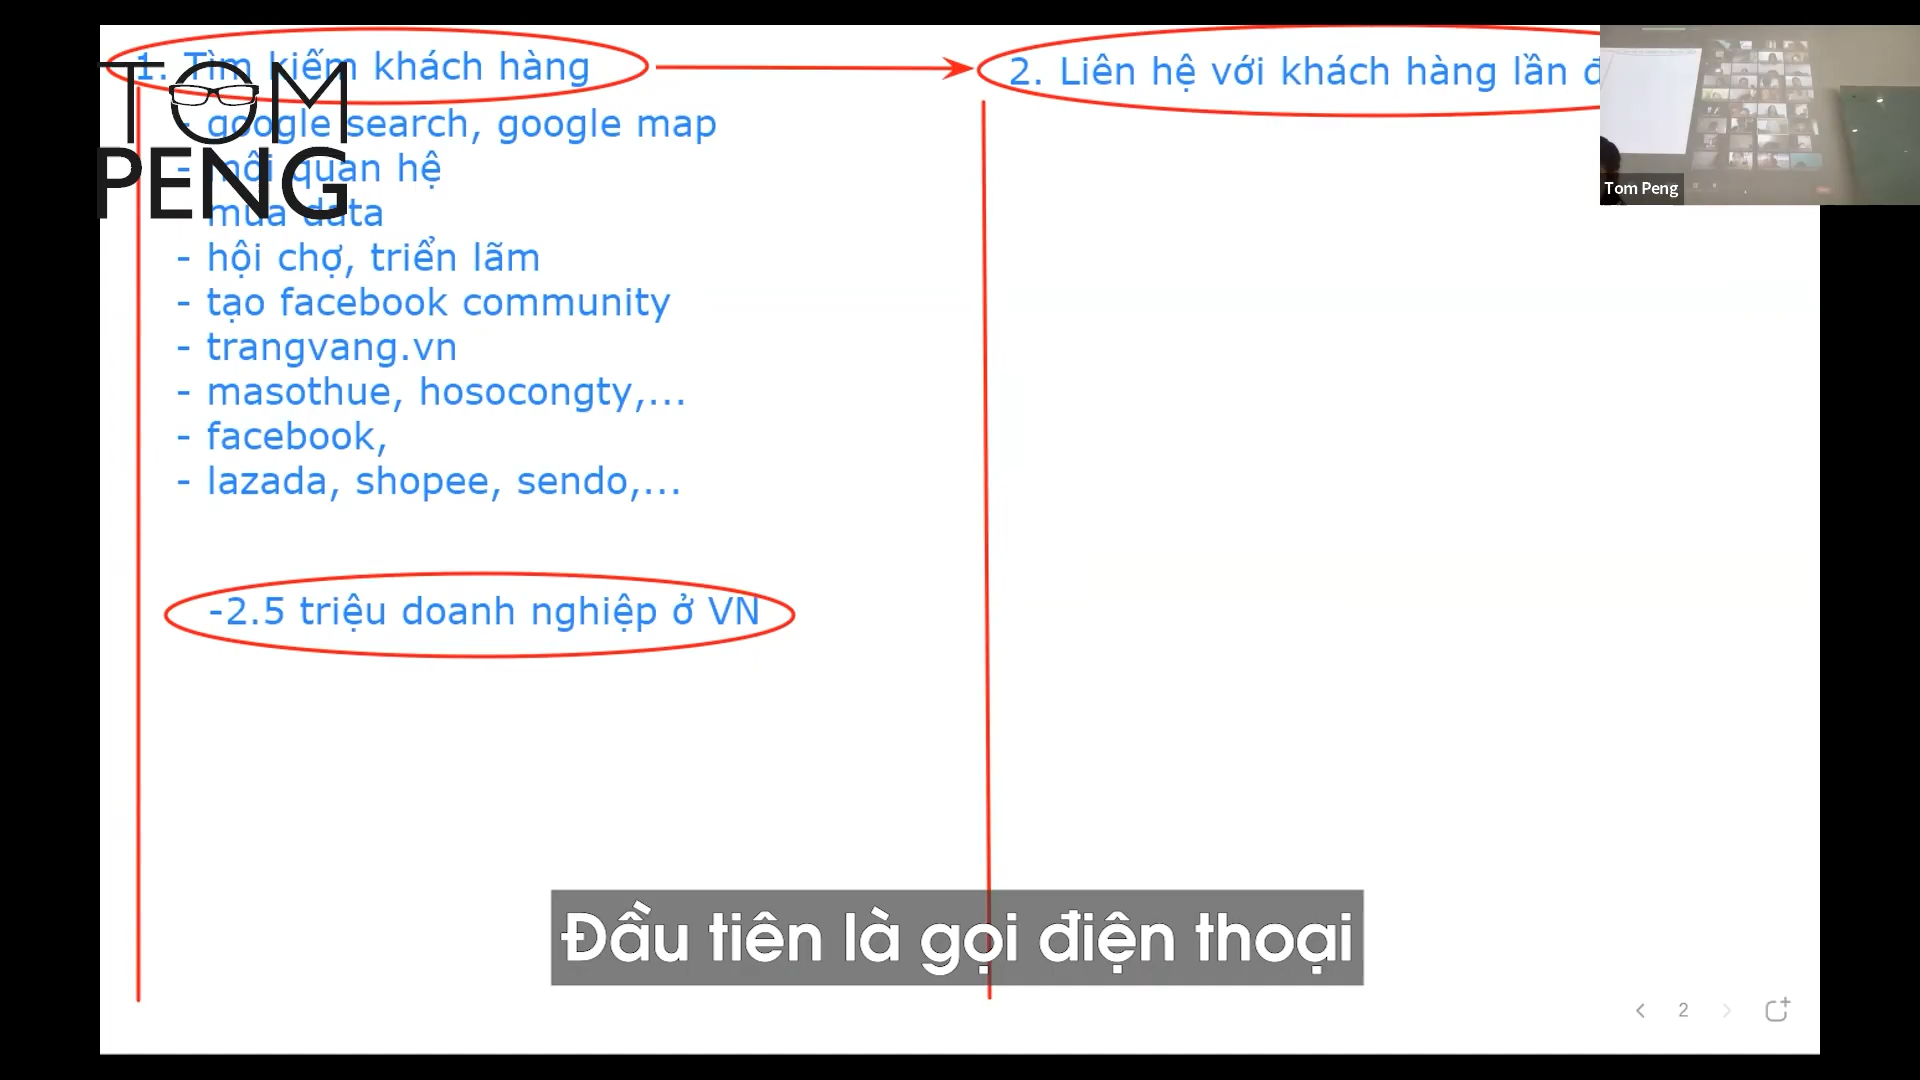 1. Tìm kiếm khách hàng
2. Liên hệ với khách hàng lần
TOM
PENG
- google search, google map
- mối quan hệ
- mua data
- hội chợ, triển lãm
- tạo facebook community
- trangvang.vn
- masothue, hosocongty,...
- facebook,
- lazada, shopee, sendo,...
-2.5 triệu doanh nghiệp ở VN
Tom Peng
Đầu tiên là gọi điện thoại
2